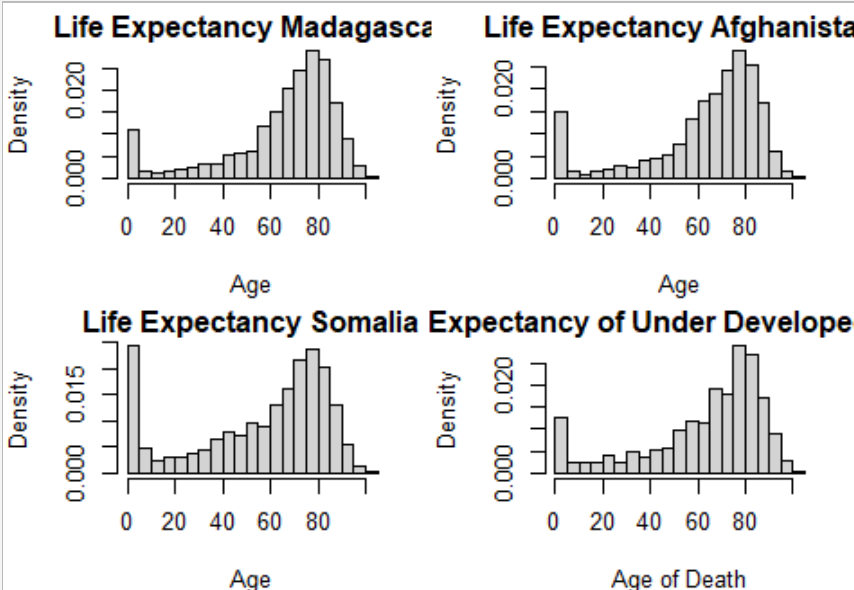 Life Expectancy Madagasca
Density
0.020
0.000
0 20 40 60 80
Age
Life Expectancy Afghanista
Density
0.020
0.000
0 20 40 60 80
Age
Life Expectancy Somalia
Density
0.015
0.000
0 20 40 60 80
Age
Expectancy of Under Develope
Density
0.020
0.000
0 20 40 60 80
Age of Death